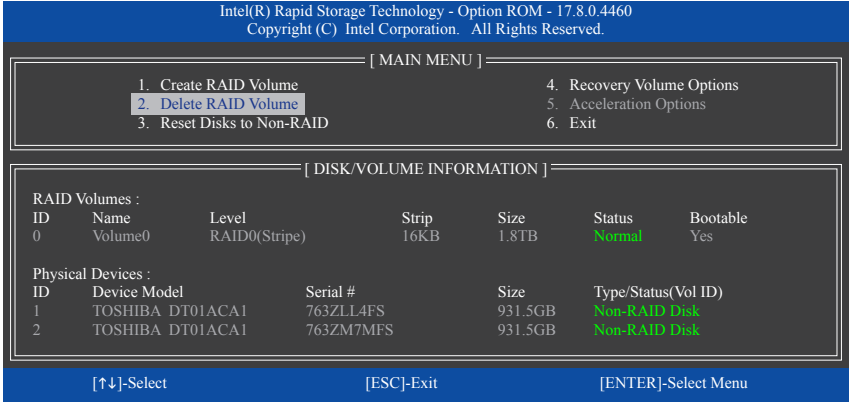 Intel(R) Rapid Storage Technology - Option ROM - 17.8.0.4460
Copyright (C) Intel Corporation. All Rights Reserved.
[ MAIN MENU ]
1. Create RAID Volume 4. Recovery Volume Options
2. Delete RAID Volume 5. Acceleration Options
3. Reset Disks to Non-RAID 6. Exit
[ DISK/VOLUME INFORMATION ]
RAID Volumes :
ID Name Level Strip Size Status Bootable
0 Volume0 RAID0(Stripe) 16KB 1.8TB Normal Yes
Physical Devices :
ID Device Model Serial # Size Type/Status(Vol ID)
1 TOSHIBA DT01ACA1 763ZLL4FS 931.5GB Non-RAID Disk
2 TOSHIBA DT01ACA1 763ZM7MFS 931.5GB Non-RAID Disk
[↑↓]-Select [ESC]-Exit [ENTER]-Select Menu